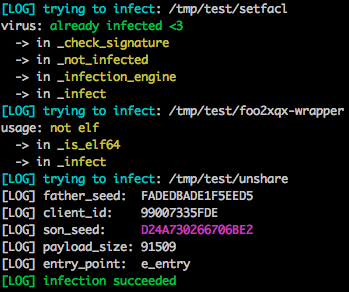 [LOG] trying to infect: /tmp/test/setfacl
virus: already infected <3
-> in _check_signature
-> in _not_infected
-> in _infection_engine
-> in _infect
[LOG] trying to infect: /tmp/test/foo2xqx-wrapper
usage: not elf
-> in _is_elf64
-> in _infect
[LOG] trying to infect: /tmp/test/unshare
[LOG] father_seed: FADEDBADE1F5EED5
[LOG] client_id: 99007335FDE
[LOG] son_seed: D24A730266706BE2
[LOG] payload_size: 91509
[LOG] entry_point: e_entry
[LOG] infection succeeded